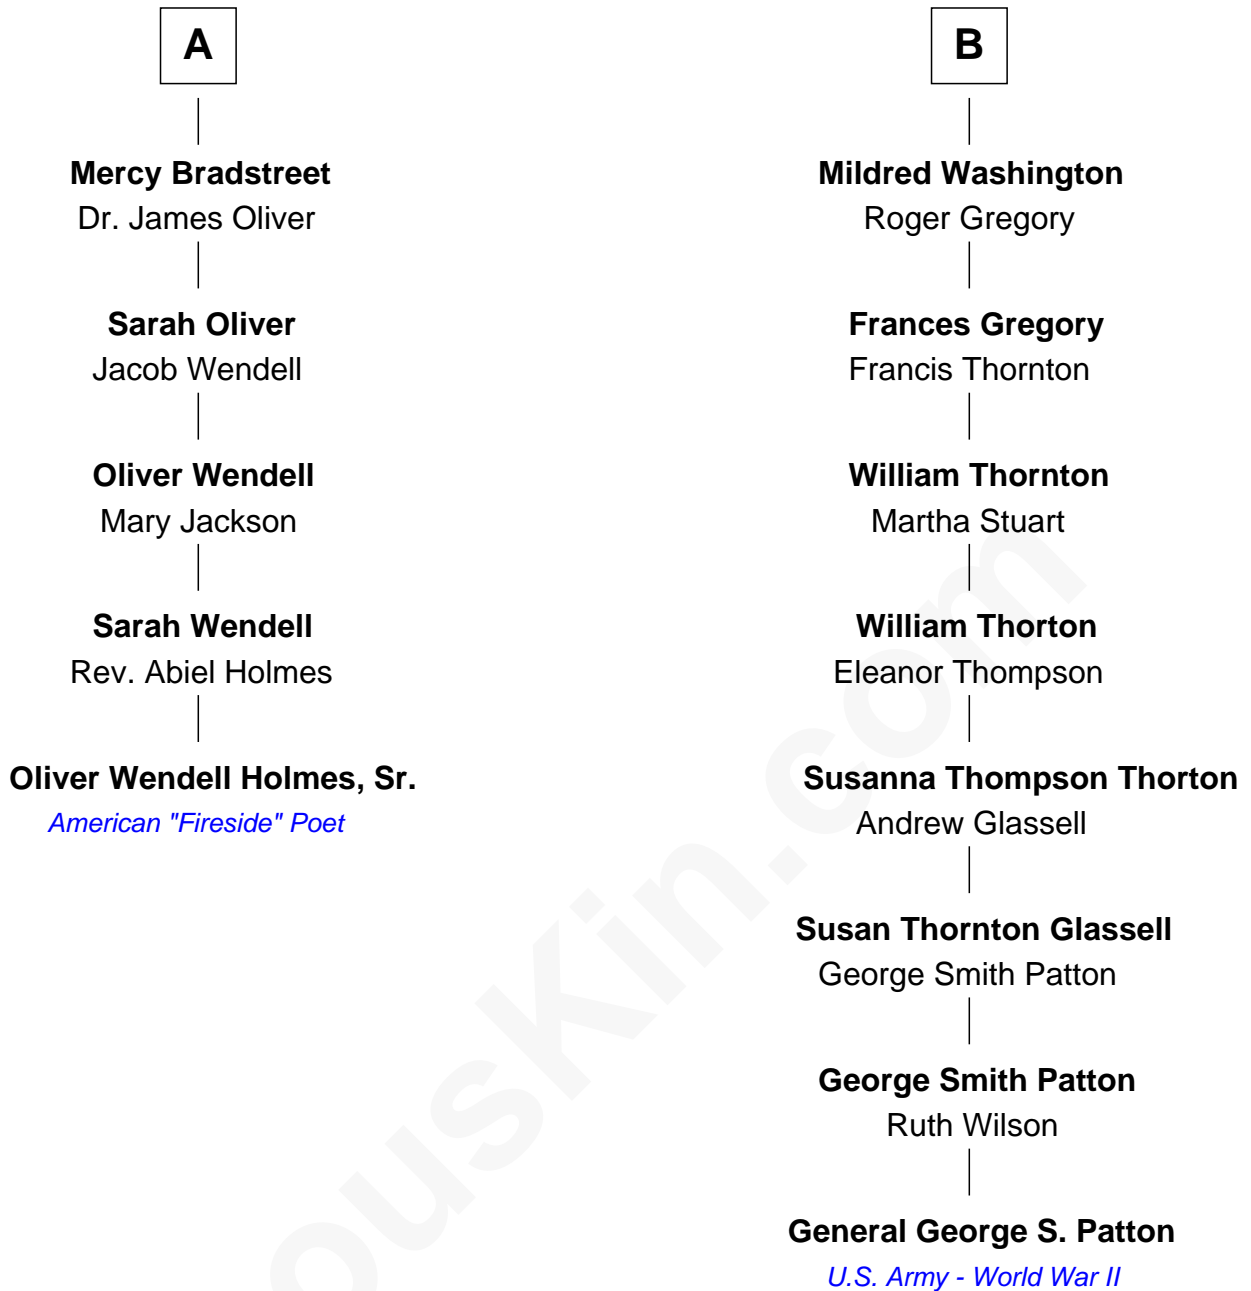 A
Mercy Bradstreet
Dr. James Oliver
Sarah Oliver
Jacob Wendell
Oliver Wendell
Mary Jackson
Sarah Wendell
Rev. Abiel Holmes
Oliver Wendell Holmes, Sr.
American "Fireside" Poet
B
Mildred Washington
Roger Gregory
Frances Gregory
Francis Thornton
William Thornton
Martha Stuart
William Thorton
Eleanor Thompson
Susanna Thompson Thorton
Andrew Glassell
Susan Thornton Glassell
George Smith Patton
George Smith Patton
Ruth Wilson
General George S. Patton
U.S. Army - World War II
ouskin.com